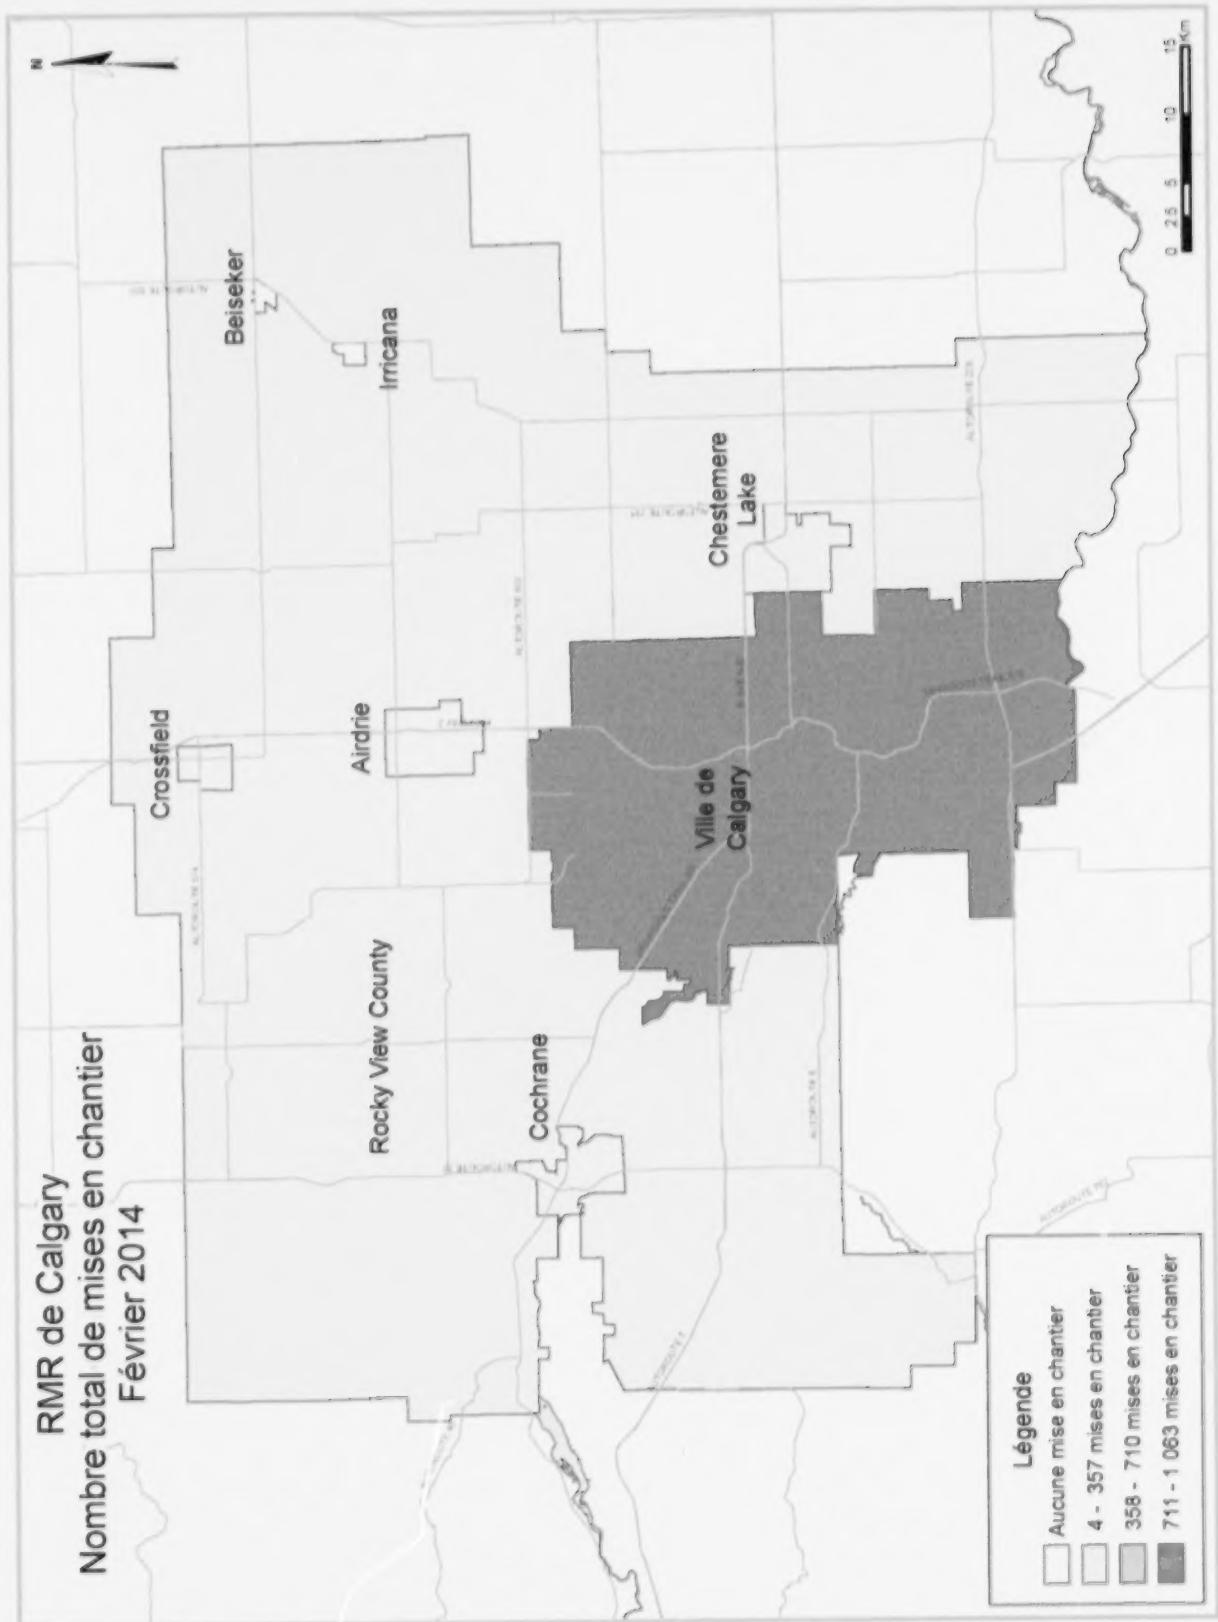 RMR de Calgary
Nombre total de mises en chantier
Février 2014
N
Crossfield
Beiseker
Irricana
Airdrie
Rocky View County
Cochrane
Chestemere
Lake
Ville de
Calgary
AUTOROUTE 1
Légende
Aucune mise en chantier
4 - 357 mises en chantier
358 - 710 mises en chantier
711 - 1 063 mises en chantier
0 2.5 5 10 15
Km